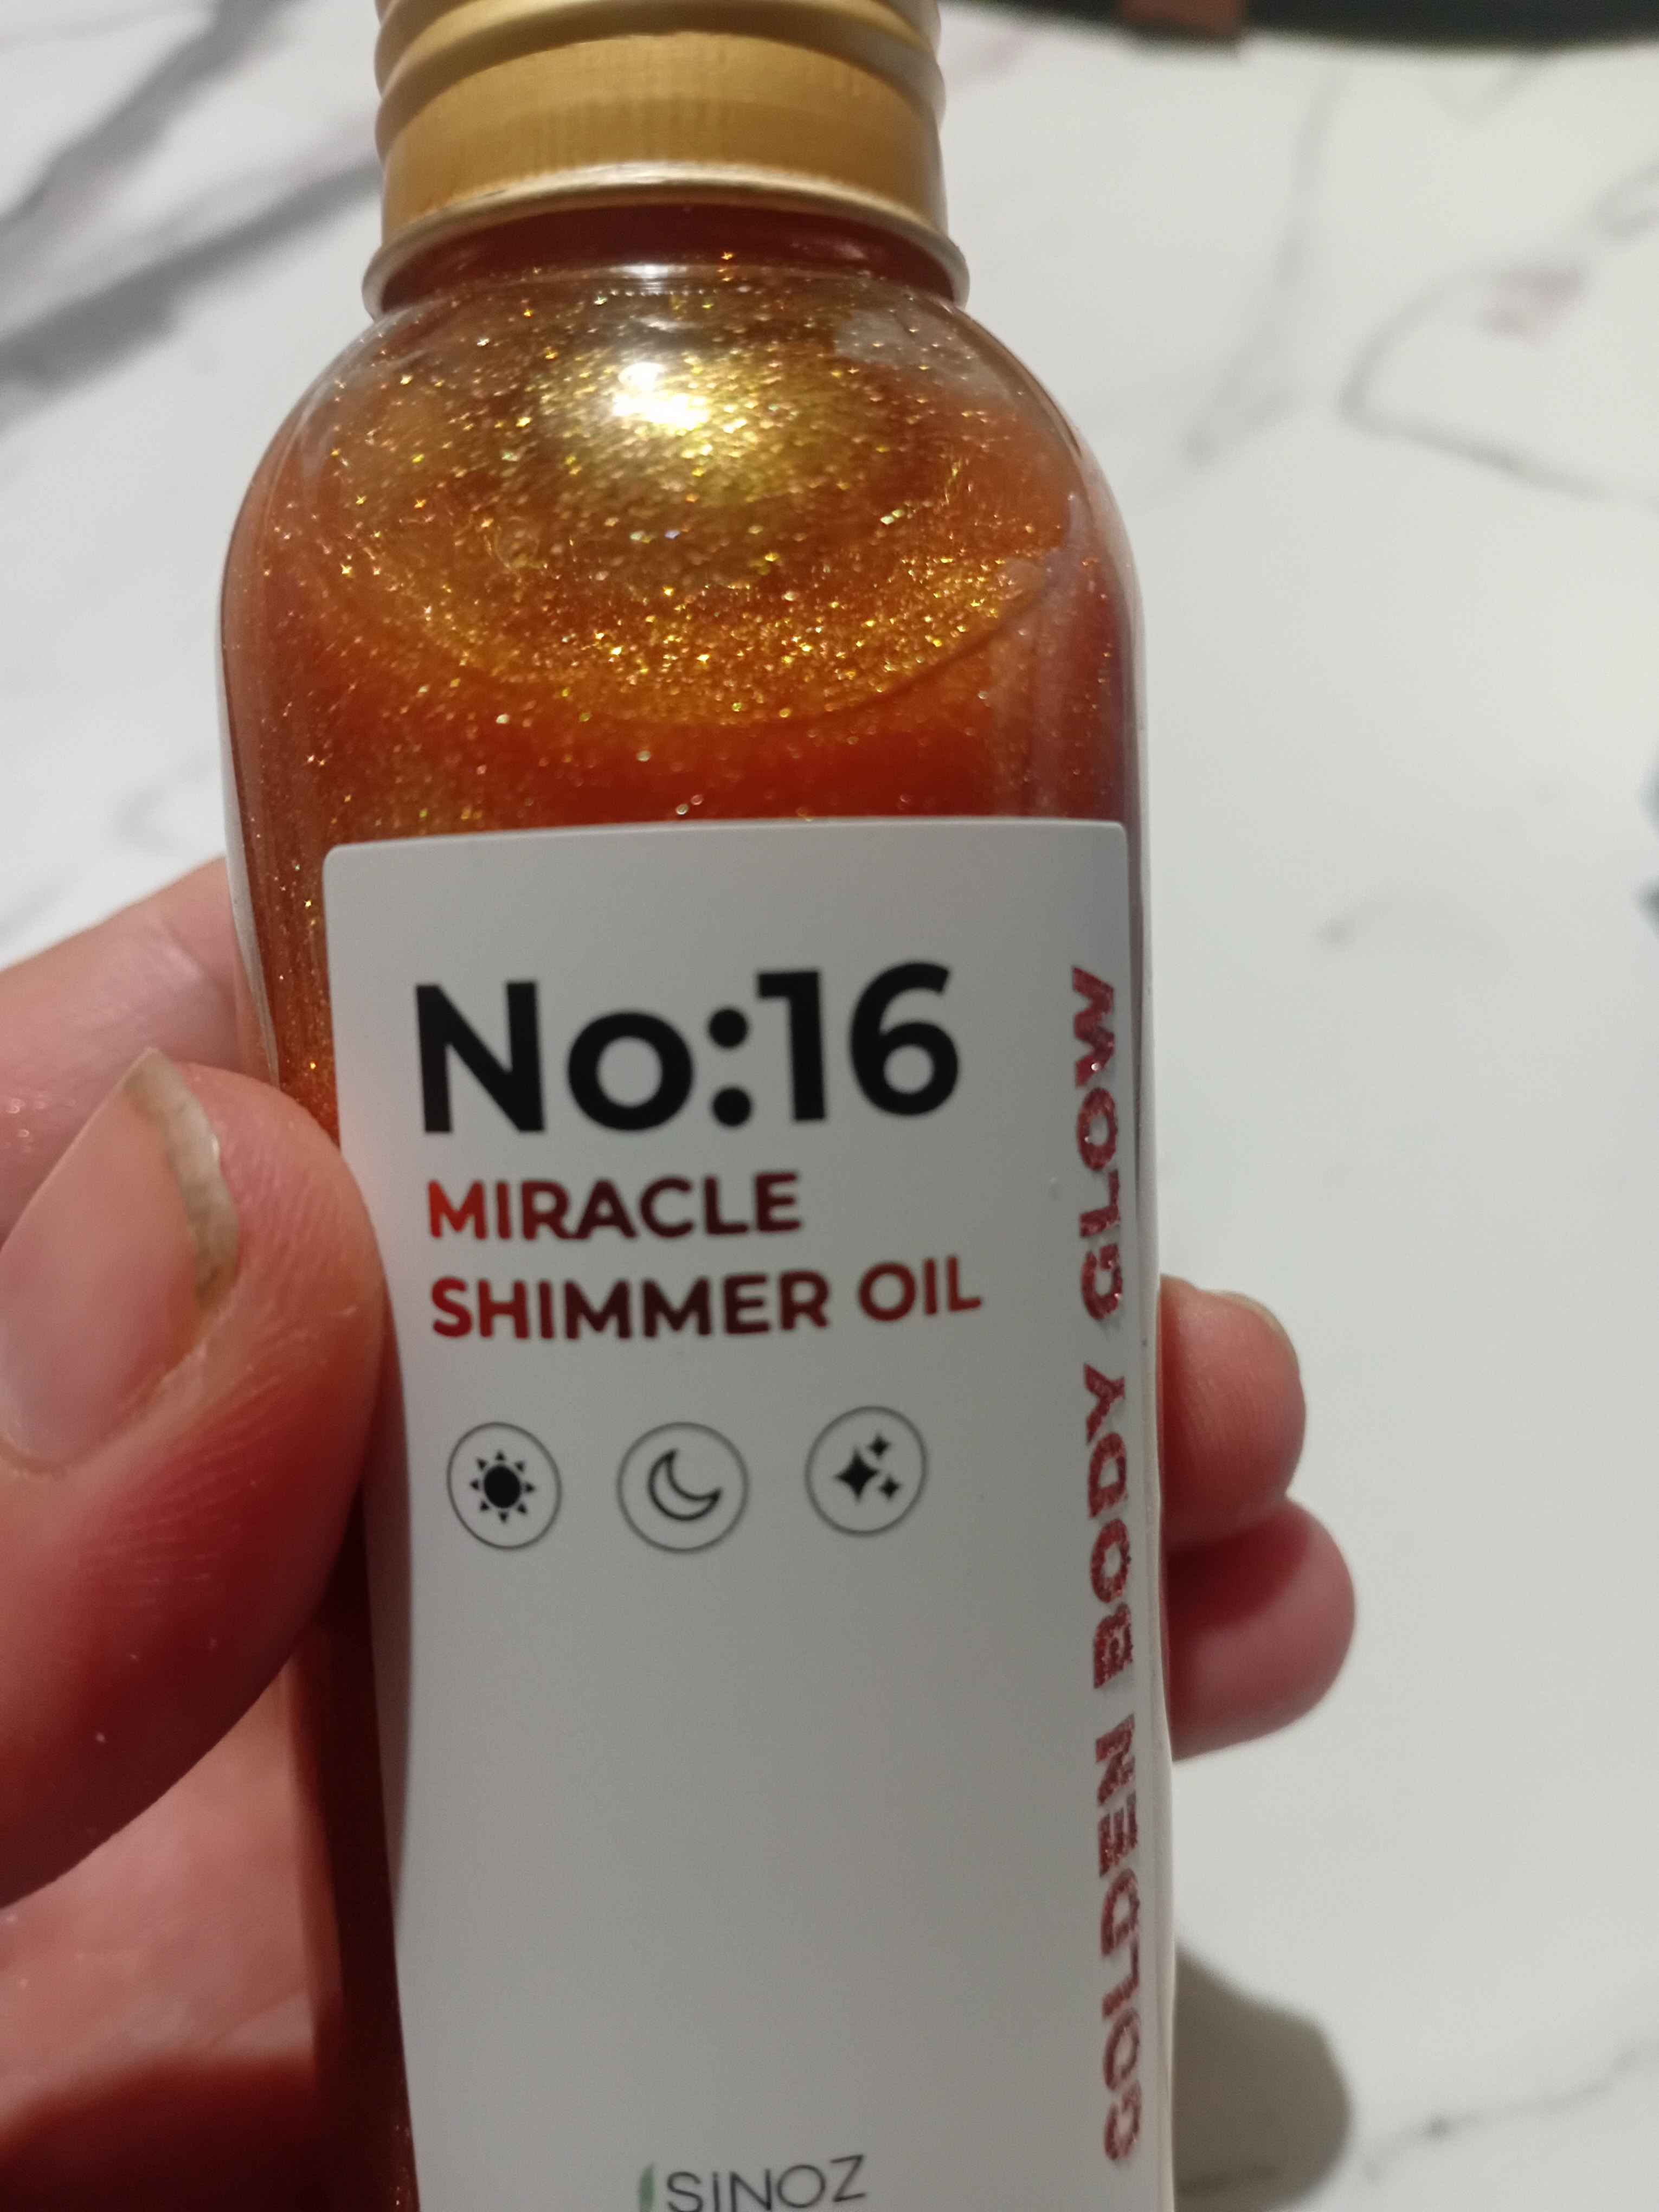 No:16
MIRACLE
SHIMMER OIL
GOLDEN BODY GLOW
SiNOZ